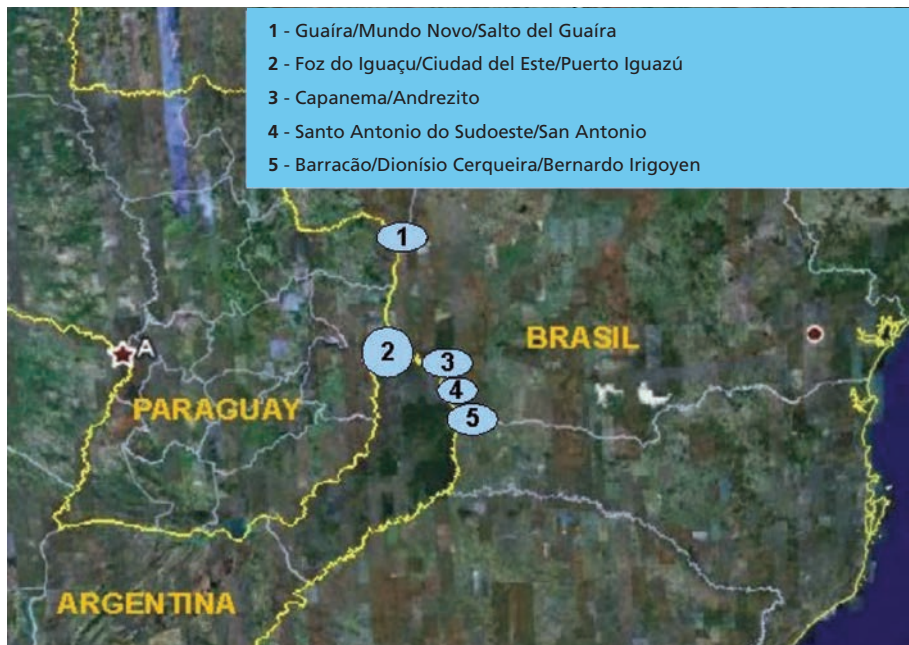 1 - Guaíra/Mundo Novo/Salto del Guaíra
2 - Foz do Iguaçu/Ciudad del Este/Puerto Iguazú
3 - Capanema/Andrezito
4 - Santo Antonio do Sudoeste/San Antonio
5 - Barracão/Dionísio Cerqueira/Bernardo Irigoyen
1
BRASIL
2
3
A
4
PARAGUAY
5
ARGENTINA